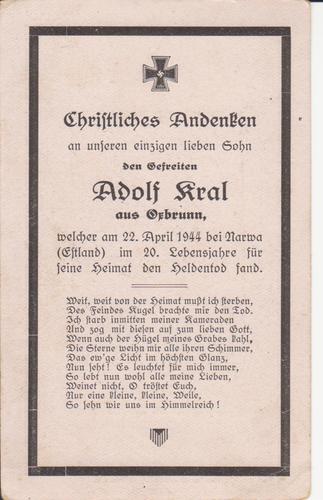 Christliches Andenken
an unseren einzigen lieben Sohn
den Gefreiten
Adolf Kral
aus Oxbrunn,
welcher am 22. April 1944 bei Narwa
(Estland) im 20. Lebensjahre für
seine Heimat den Heldentod fand.
Weit, weit von der Heimat mußt ich sterben,
Des Feindes Kugel brachte mir den Tod.
Ich starb inmitten meiner Kameraden
Und zog mit diesen auf zum lieben Gott,
Wenn auch der Hügel meines Grabes kahl,
Die Sterne weihn mir alle ihren Schimmer,
Das ew'ge Licht im höchsten Glanz,
Nun seht! Es leuchtet für mich immer,
So lebt nun wohl alle meine Lieben,
Weinet nicht, O tröstet Euch,
Nur eine kleine, kleine, Weile,
So sehn wir uns im Himmelreich!